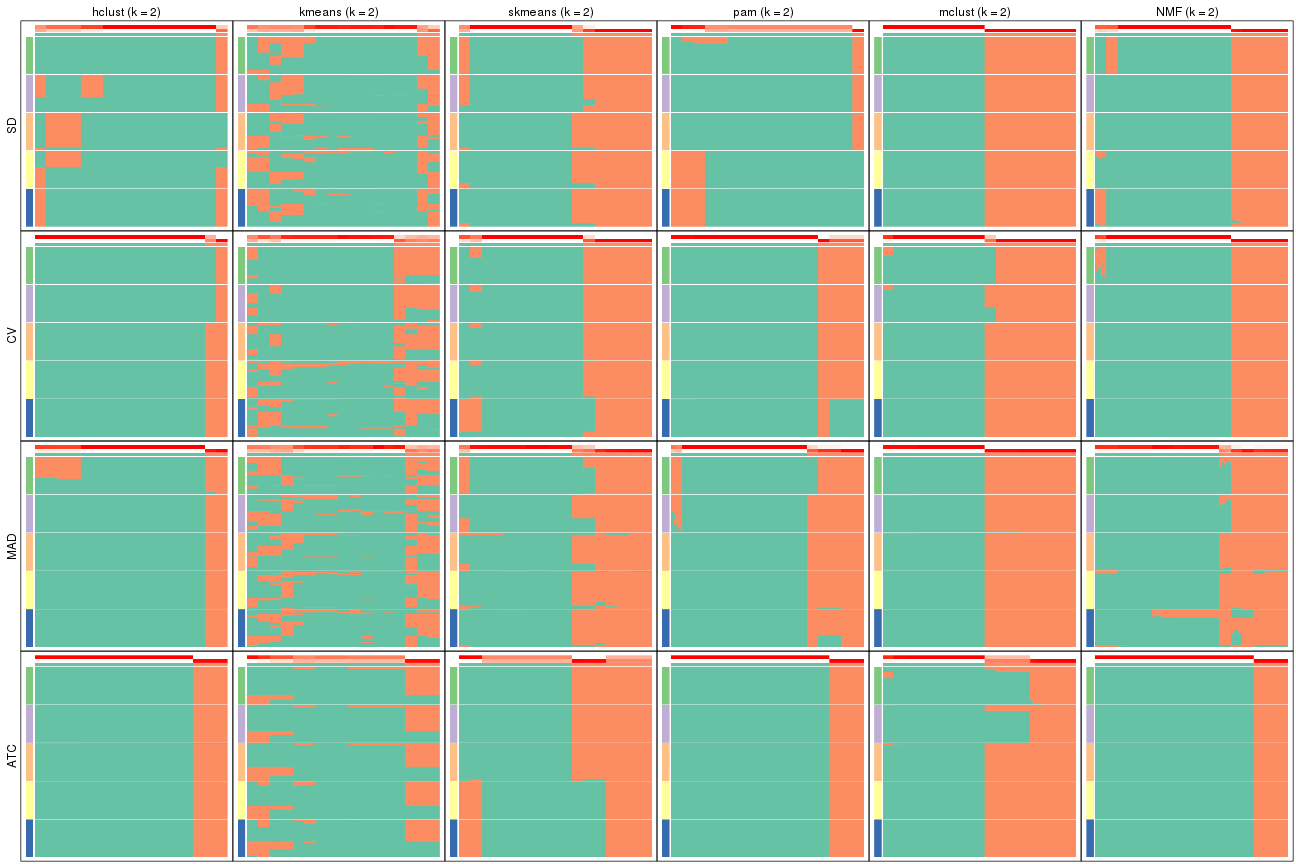 hclust (k = 2)
kmeans (k = 2)
skmeans (k = 2)
pam (k = 2)
mclust (k = 2)
NMF (k = 2)
SD
CV
MAD
ATC